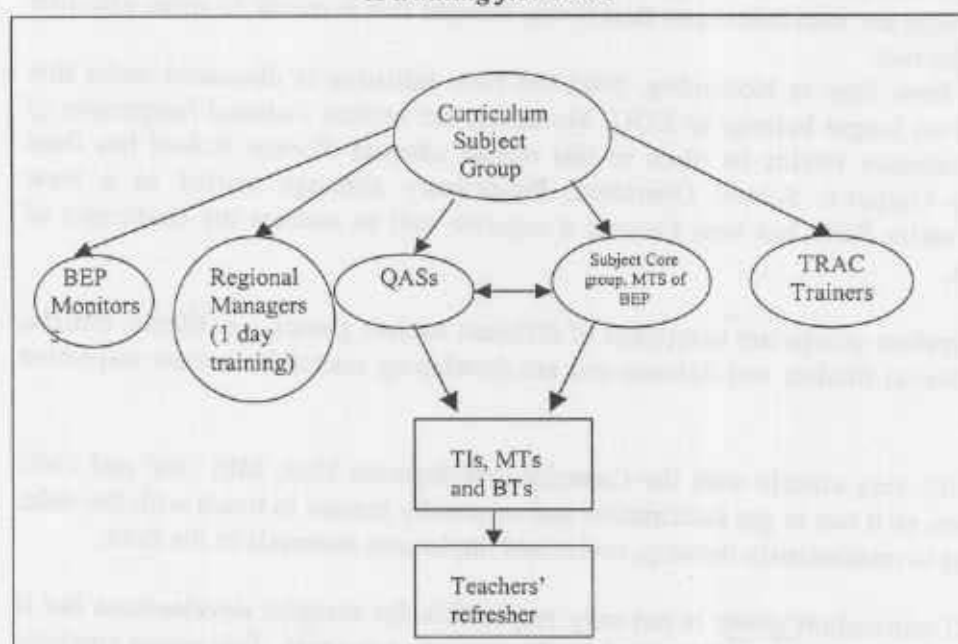 Curriculum
Subject
Group
BEP
Monitors
s
Regional
Managers
(1 day
training)
QASs
Subject Core
group, MTS of
BEP
TRAC
Trainers
TIs, MTs
and BTs
Teachers'
refresher